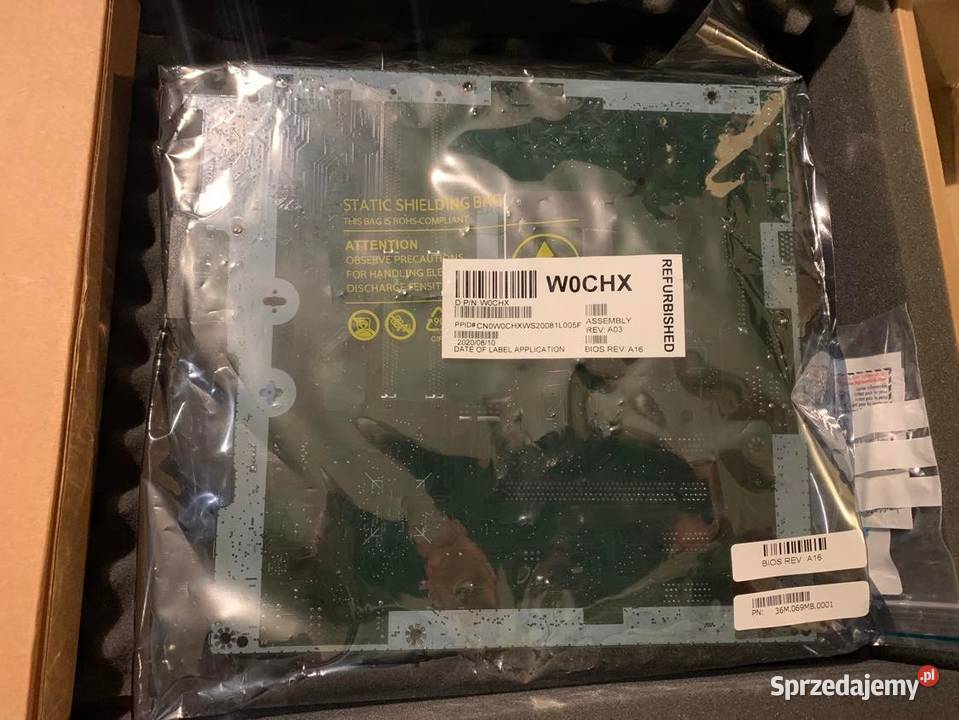 STATIC SHIELDING BAG
THIS BAG IS ROHS-COMPLIANT
ATTENTION
OBSERVE PRECAUTIONS
FOR HANDLING ELE
DISCHARGE SENSIT
W0CHX
REFURBISHED
D P/N W0CHX
PPID#CN0W0CHXWS20081L005F
ASSEMBLY
REV: A03
2020/08/10
DATE OF LABEL APPLICATION
BIOS REV: A16
BIOS REV A16
PN: 36M.069MB.0001
Sprzedajemy.pl